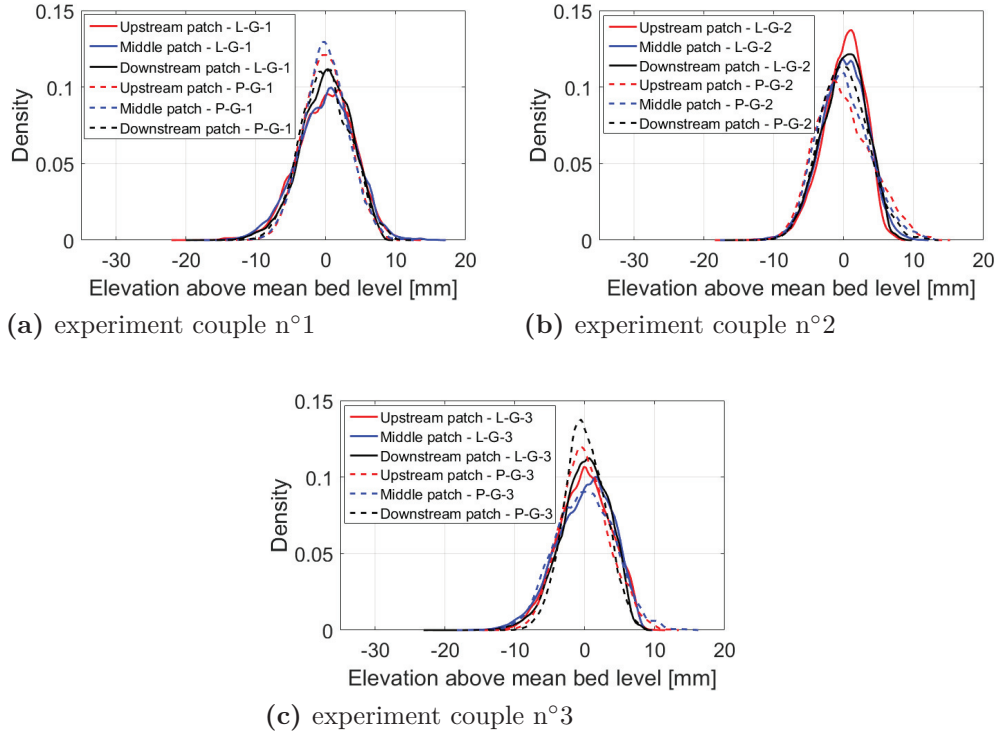 0.15
0.1
0.05
0
Density
Upstream patch - L-G-1
Middle patch - L-G-1
Downstream patch - L-G-1
Upstream patch - P-G-1
Middle patch - P-G-1
Downstream patch - P-G-1
-30 -20 -10 0 10 20
Elevation above mean bed level [mm]
(a) experiment couple n°1
0.15
0.1
0.05
0
Density
Upstream patch - L-G-2
Middle patch - L-G-2
Downstream patch - L-G-2
Upstream patch - P-G-2
Middle patch - P-G-2
Downstream patch - P-G-2
-30 -20 -10 0 10 20
Elevation above mean bed level [mm]
(b) experiment couple n°2
0.15
0.1
0.05
0
Density
Upstream patch - L-G-3
Middle patch - L-G-3
Downstream patch - L-G-3
Upstream patch - P-G-3
Middle patch - P-G-3
Downstream patch - P-G-3
-30 -20 -10 0 10 20
Elevation above mean bed level [mm]
(c) experiment couple n°3